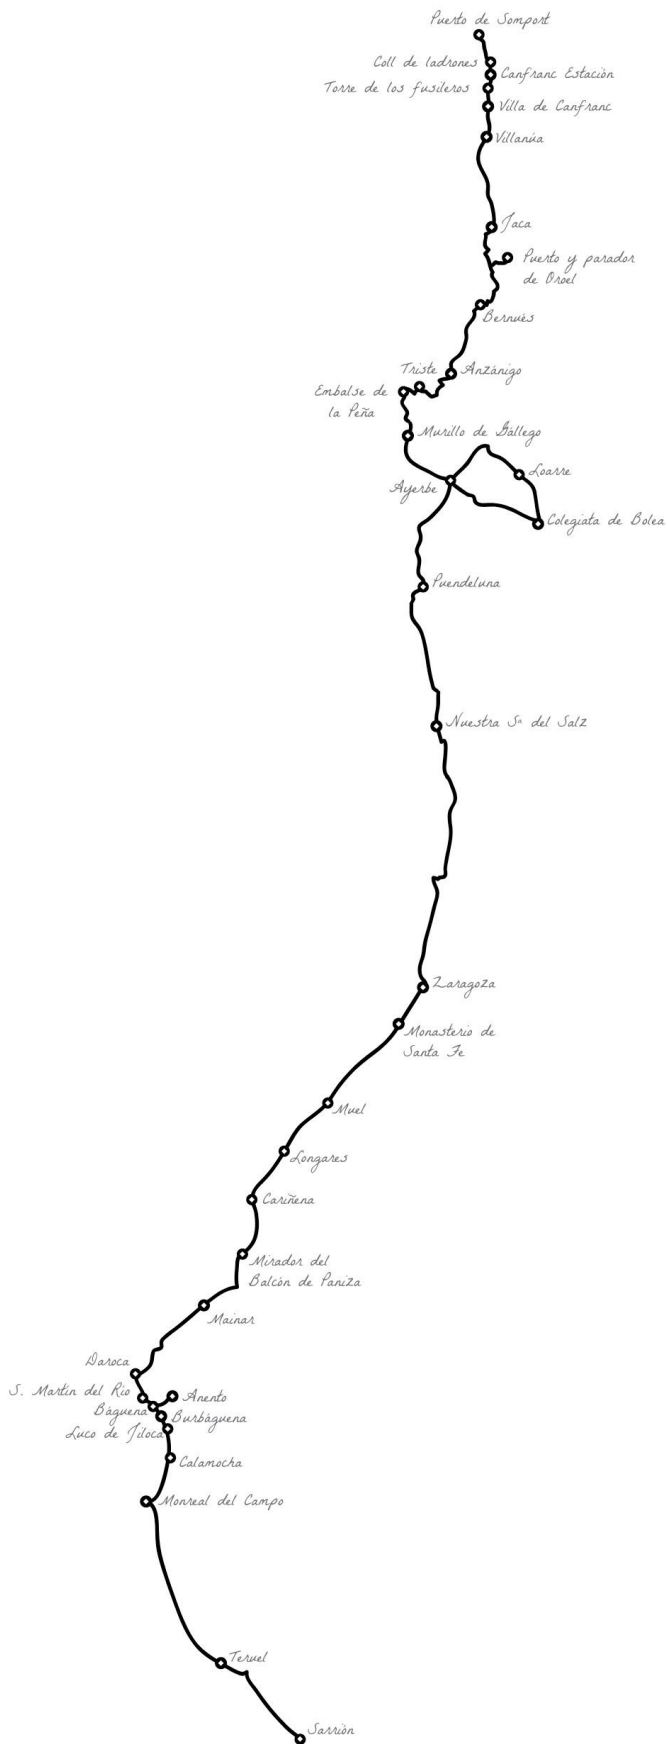 Puerto de Somport
Coll de ladrones
Canfranc Estación
Torre de los fusileros
Villa de Canfranc
Villanúa
Jaca
Puerto y parador
de Oroel
Bernués
Triste
Anzánigo
Embalse de
la Peña
Murillo de Gállego
Loarre
Ayerbe
Colegiata de Bolea
Puendeluna
Nuestra Sª del Salz
Zaragoza
Monasterio de
Santa Fe
Muel
Longares
Cariñena
Mirador del
Balcón de Paniza
Mainar
Daroca
S. Martín del Río
Anento
Báguena
Burbáguena
Luco de Jiloca
Calamocha
Monreal del Campo
Teruel
Sarrión